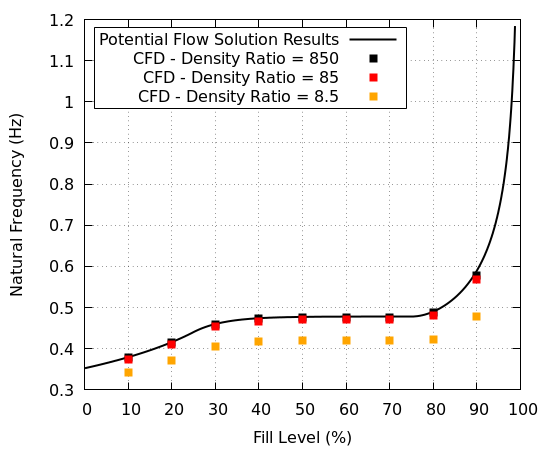 1.2
1.1
1
0.9
0.8
0.7
0.6
0.5
0.4
0.3
Natural Frequency (Hz)
Potential Flow Solution Results
CFD - Density Ratio = 850
CFD - Density Ratio = 85
CFD - Density Ratio = 8.5
0 10 20 30 40 50 60 70 80 90 100
Fill Level (%)